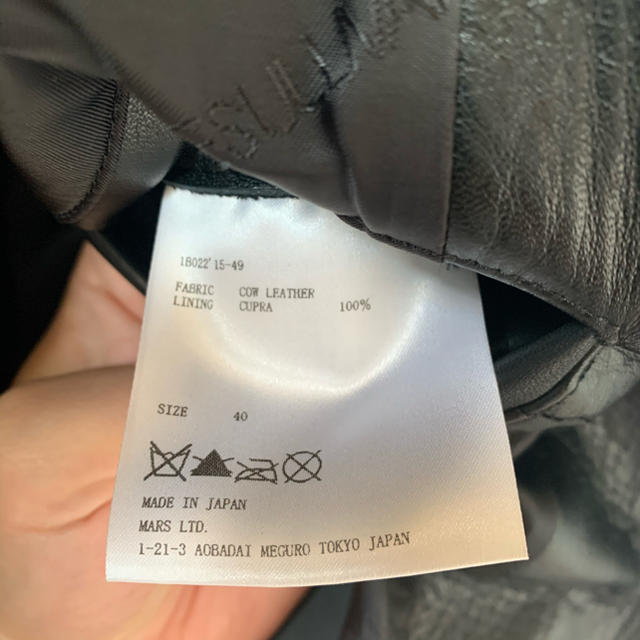 18022'15-49
FABRIC COW LEATHER
LINING CUPRA 100%
SIZE 40
MADE IN JAPAN
MARS LTD.
1-21-3 AOBADAI MEGURO TOKYO JAPAN